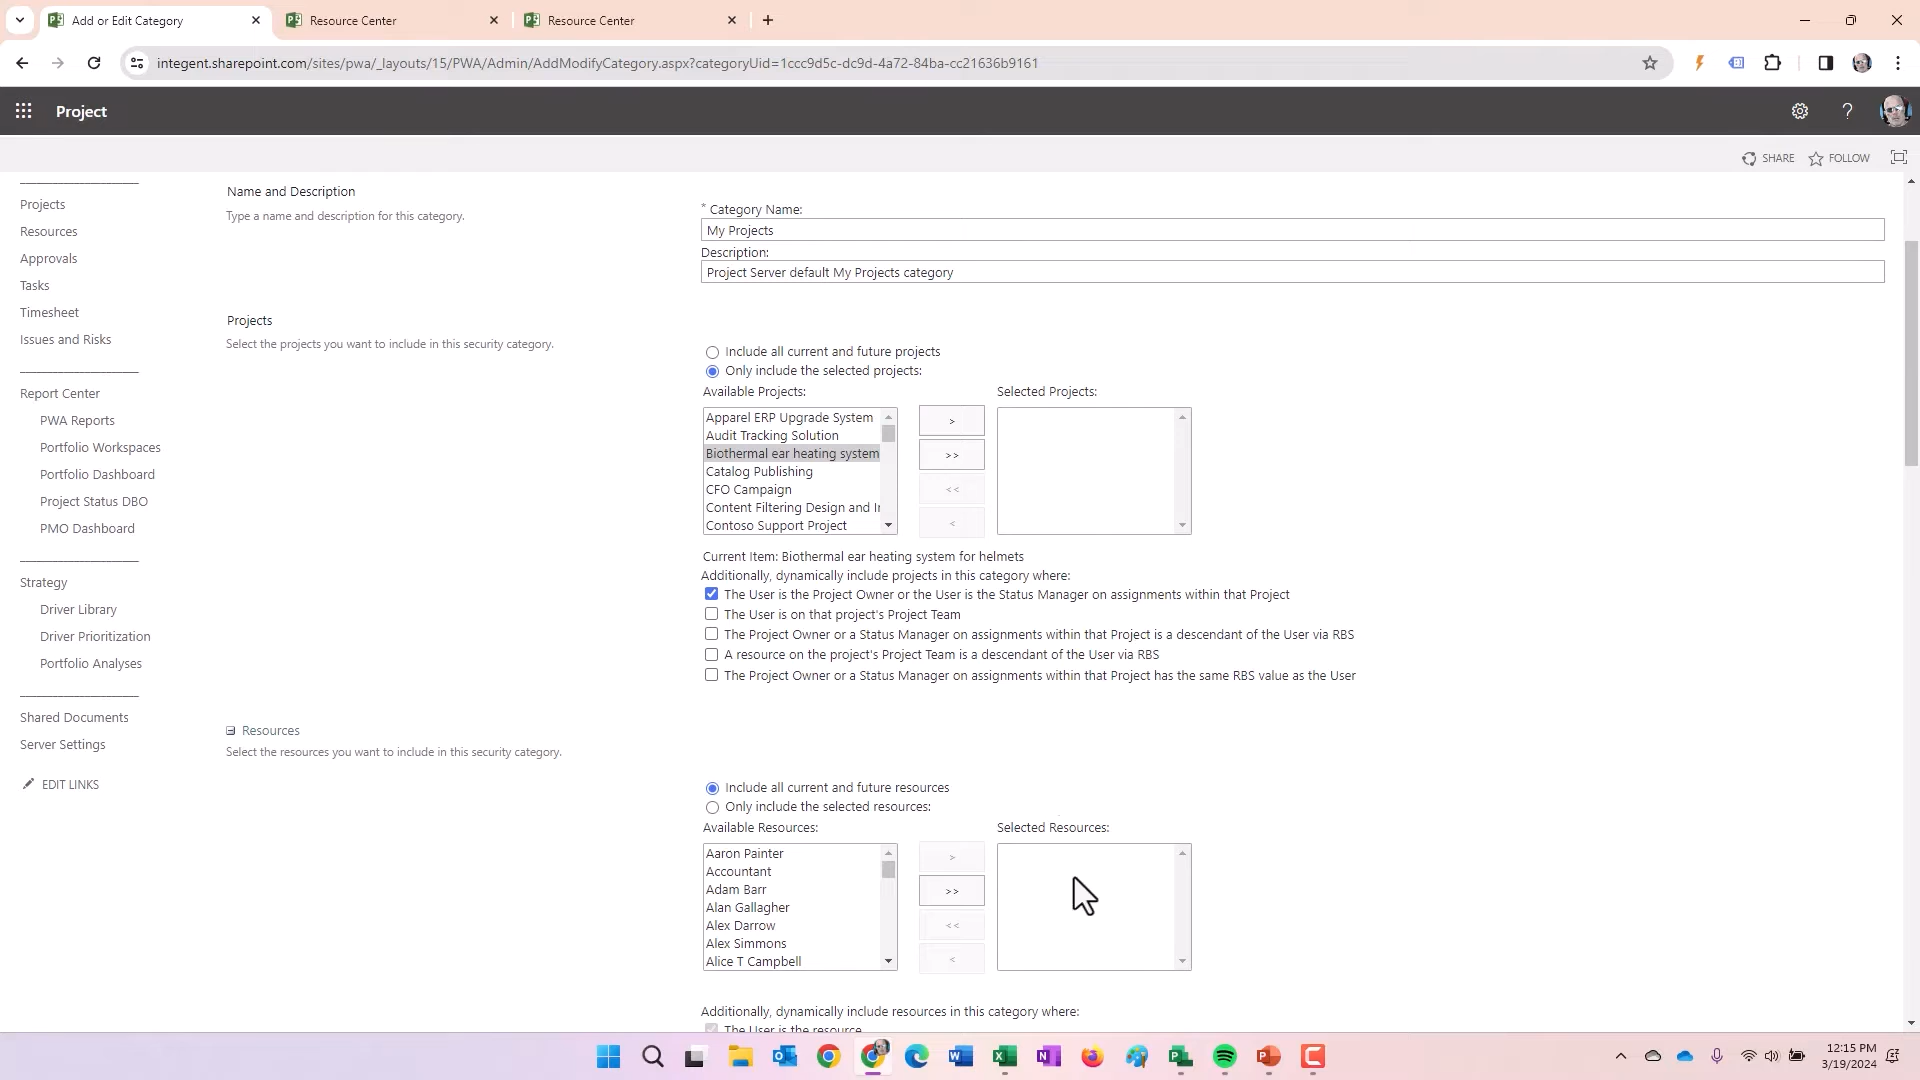 Add or Edit Category
Resource Center
Resource Center
integent.sharepoint.com/sites/pwa/_layouts/15/PWA/Admin/AddModifyCategory.aspx?categoryUid=1ccc9d5c-dc9d-4a72-84ba-cc21636b9161
Project
SHARE
FOLLOW
Projects
Resources
Approvals
Tasks
Timesheet
Issues and Risks
Report Center
PWA Reports
Portfolio Workspaces
Portfolio Dashboard
Project Status DBO
PMO Dashboard
Strategy
Driver Library
Driver Prioritization
Portfolio Analyses
Shared Documents
Server Settings
EDIT LINKS
Name and Description
Type a name and description for this category.
* Category Name:
My Projects
Description:
Project Server default My Projects category
Projects
Select the projects you want to include in this security category.
Include all current and future projects
Only include the selected projects:
Available Projects:
Selected Projects:
Apparel ERP Upgrade System
Audit Tracking Solution
Biothermal ear heating system
Catalog Publishing
CFO Campaign
Content Filtering Design and
Contoso Support Project
>
>>
<<
<
Current Item: Biothermal ear heating system for helmets
Additionally, dynamically include projects in this category where:
The User is the Project Owner or the User is the Status Manager on assignments within that Project
The User is on that project's Project Team
The Project Owner or a Status Manager on assignments within that Project is a descendant of the User via RBS
A resource on the project's Project Team is a descendant of the User via RBS
The Project Owner or a Status Manager on assignments within that Project has the same RBS value as the User
Resources
Select the resources you want to include in this security category.
Include all current and future resources
Only include the selected resources:
Available Resources:
Selected Resources:
Aaron Painter
Accountant
Adam Barr
Alan Gallagher
Alex Darrow
Alex Simmons
Alice T Campbell
>
>>
<<
<
Additionally, dynamically include resources in this category where:
The User is the resource
12:15 PM
3/19/2024